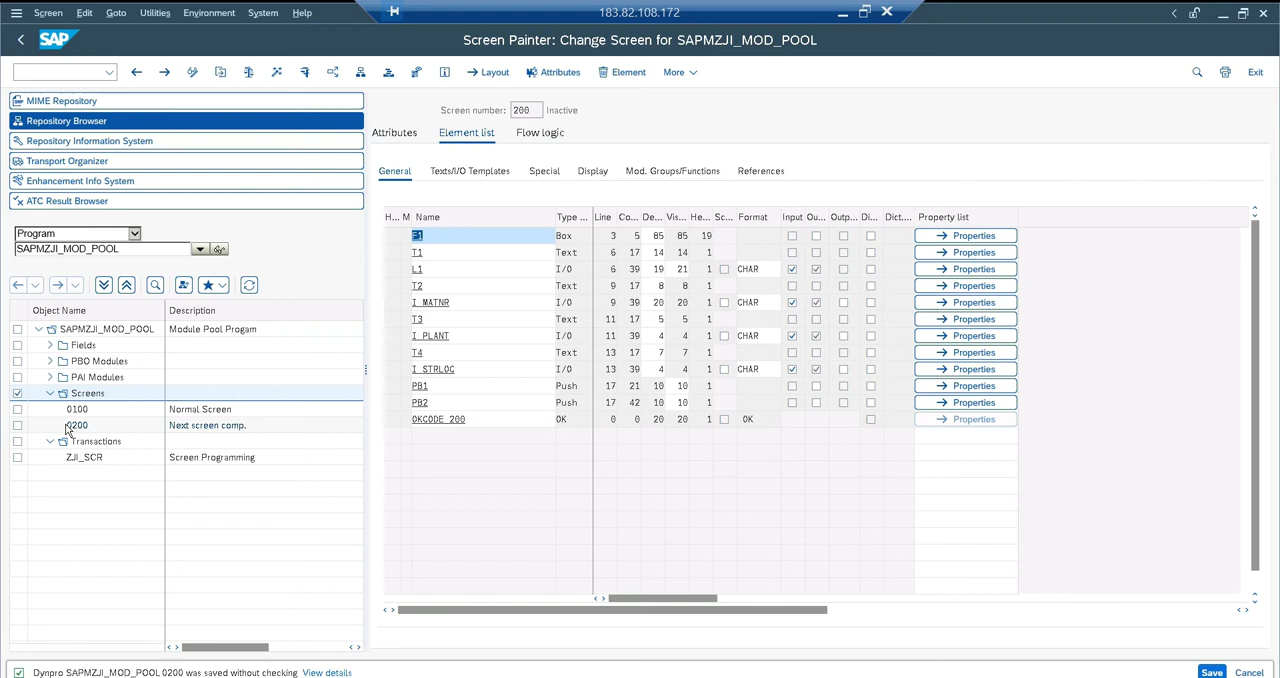 Screen Edit Goto Utilities Environment System Help 183.82.108.172
SAP Screen Painter: Change Screen for SAPMZJI_MOD_POOL
Layout Attributes Element More Exit
MIME Repository
Repository Browser
Repository Information System
Transport Organizer
Enhancement Info System
ATC Result Browser
Program
SAPMZJI_MOD_POOL
Object Name Description
SAPMZJI_MOD_POOL Module Pool Progam
Fields
PBO Modules
PAI Modules
Screens
0100 Normal Screen
0200 Next screen comp.
Transactions
ZJI_SCR Screen Programming
Screen number: 200 Inactive
Attributes Element list Flow logic
General Texts/I/O Templates Special Display Mod. Groups/Functions References
H... M Name Type ... Line Co... De... Vis... He... Sc... Format Input Ou... Outp... Di... Dict.... Property list
F1 Box 3 5 85 85 19 Properties
T1 Text 6 17 14 14 1 Properties
L1 I/O 6 39 19 21 1 CHAR Properties
T2 Text 9 17 8 8 1 Properties
I_MATNR I/O 9 39 20 20 1 CHAR Properties
T3 Text 11 17 5 5 1 Properties
I_PLANT I/O 11 39 4 4 1 CHAR Properties
T4 Text 13 17 7 7 1 Properties
I_STRLOC I/O 13 39 4 4 1 CHAR Properties
PB1 Push 17 21 10 10 1 Properties
PB2 Push 17 42 10 10 1 Properties
OKCODE_200 OK 0 0 20 20 1 OK Properties
Dynpro SAPMZJI_MOD_POOL 0200 was saved without checking View details Save Cancel